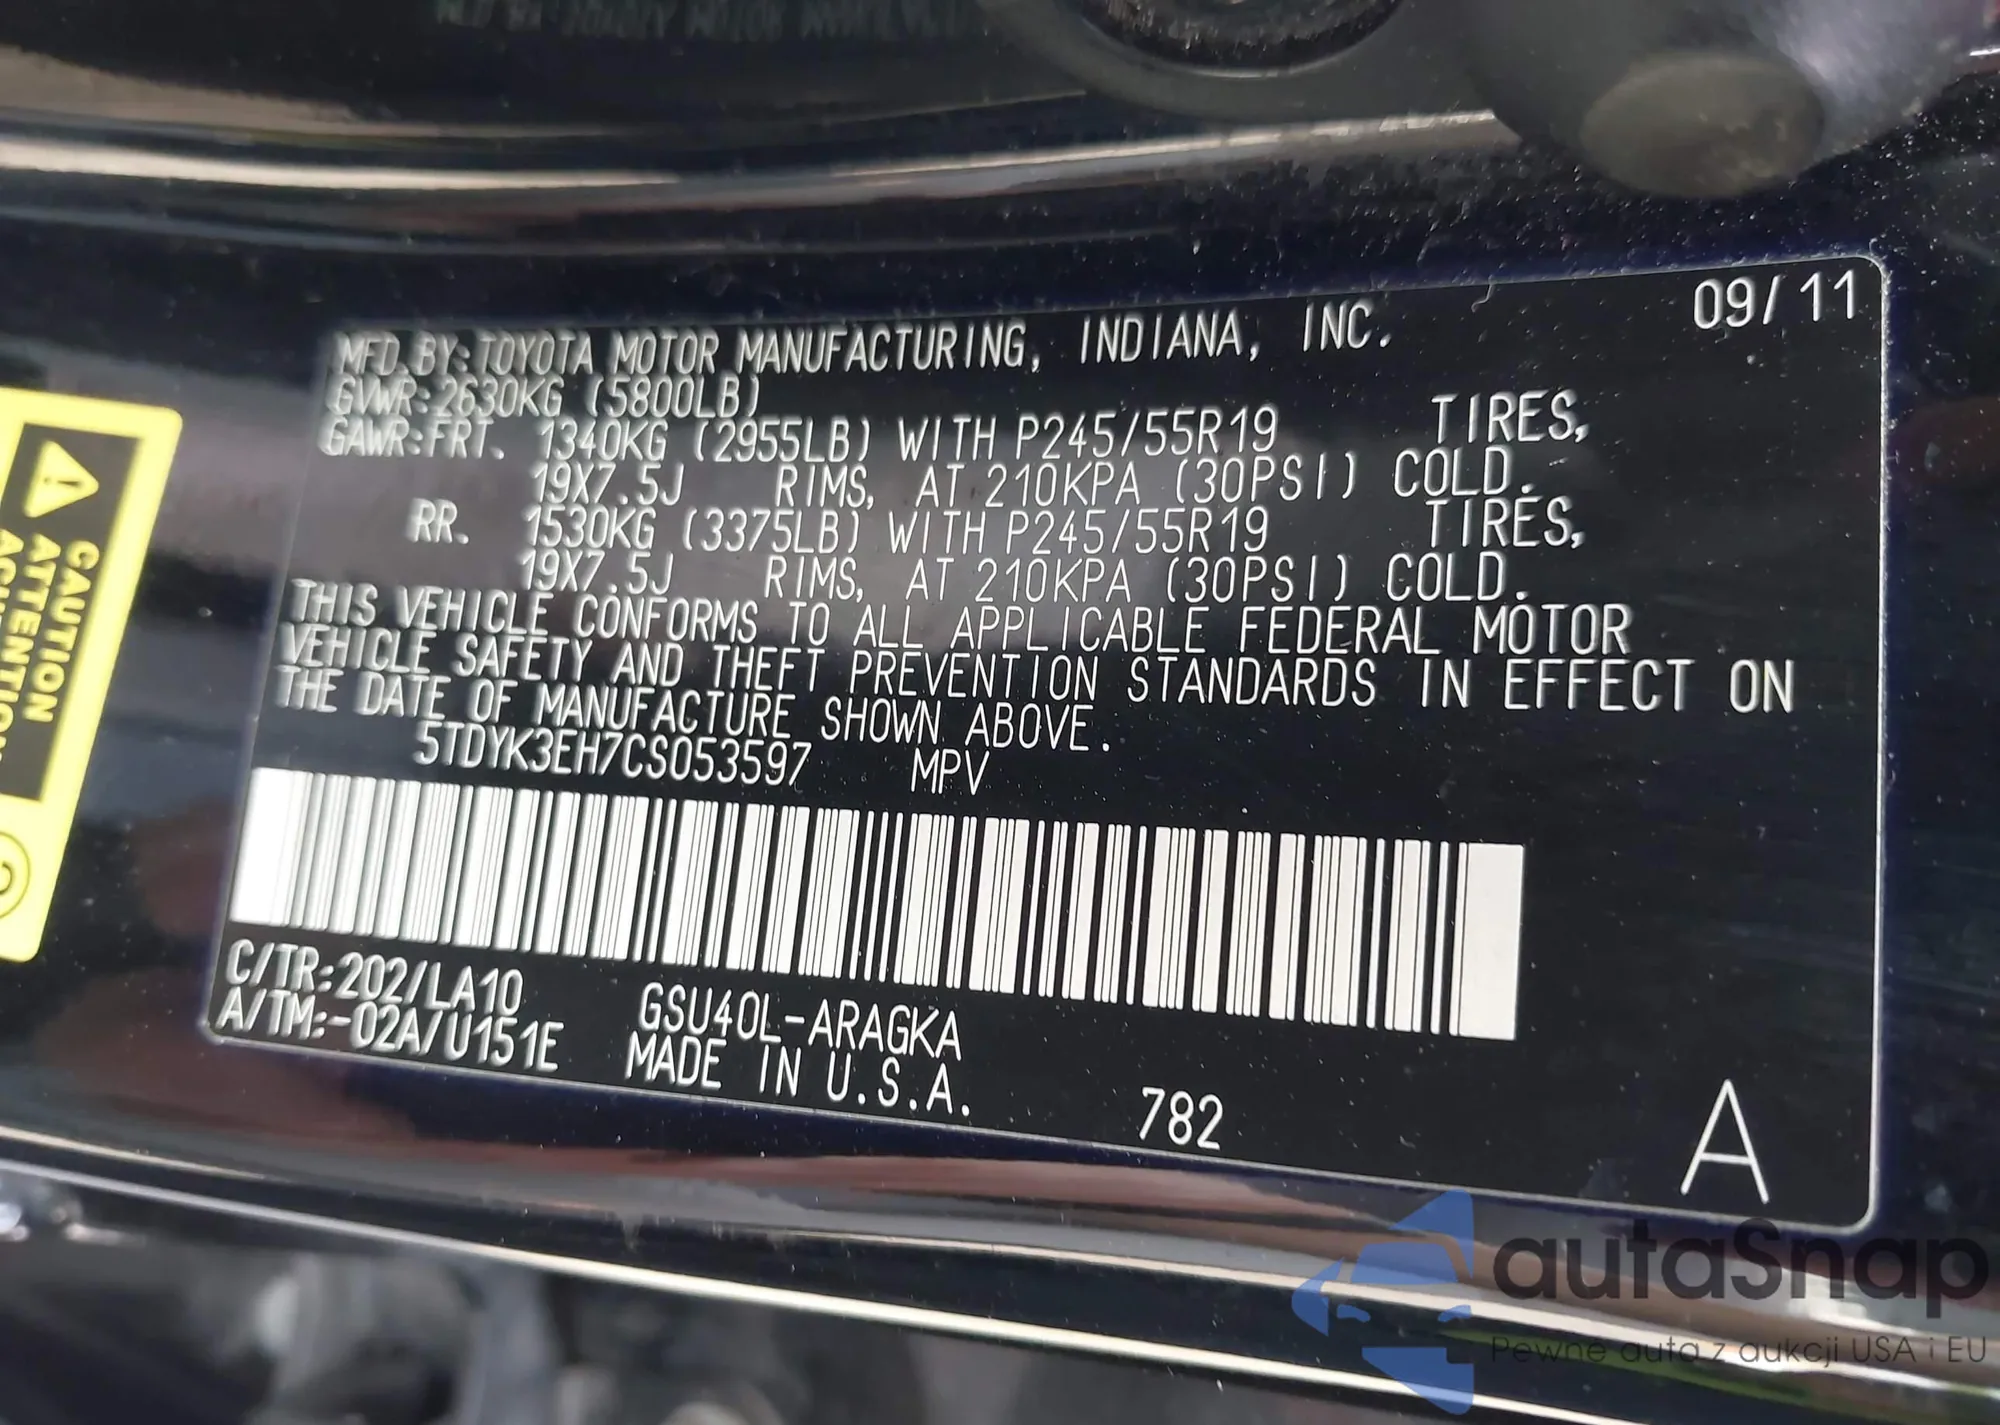 09/11
MFD.BY:TOYOTA MOTOR MANUFACTURING, INDIANA, INC.
GVWR:2630KG (5800LB)
GAWR:FRT. 1340KG (2955LB) WITH P245/55R19 TIRES,
19X7.5J RIMS, AT 210KPA (30PSI) COLD.
RR. 1530KG (3375LB) WITH P245/55R19 TIRES,
19X7.5J RIMS, AT 210KPA (30PSI) COLD.
THIS VEHICLE CONFORMS TO ALL APPLICABLE FEDERAL MOTOR
VEHICLE SAFETY AND THEFT PREVENTION STANDARDS IN EFFECT ON
THE DATE OF MANUFACTURE SHOWN ABOVE.
5TDYK3EH7CS053597 MPV
C/TR:202/LA10 GSU40L-ARAGKA
A/TM:-02A/U151E MADE IN U.S.A.
782
A
CAUTION
ATTENTION
autaSnap
Pewne auta z aukcji USA i EU